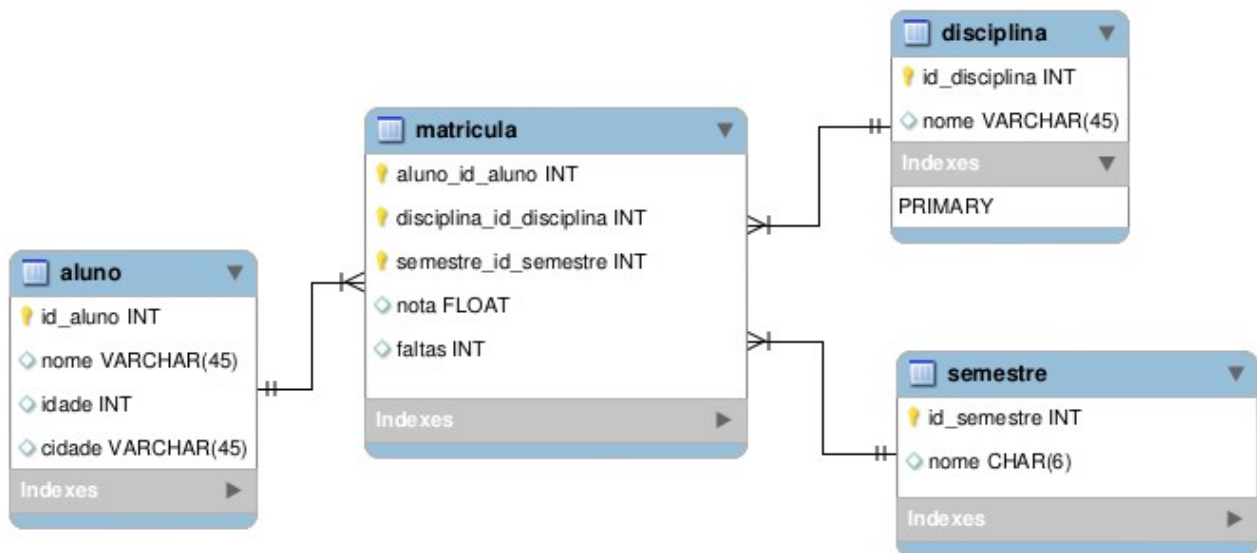 aluno
id_aluno INT
nome VARCHAR(45)
idade INT
cidade VARCHAR(45)
Indexes
matricula
aluno_id_aluno INT
disciplina_id_disciplina INT
semestre_id_semestre INT
nota FLOAT
faltas INT
Indexes
disciplina
id_disciplina INT
nome VARCHAR(45)
Indexes
PRIMARY
semestre
id_semestre INT
nome CHAR(6)
Indexes